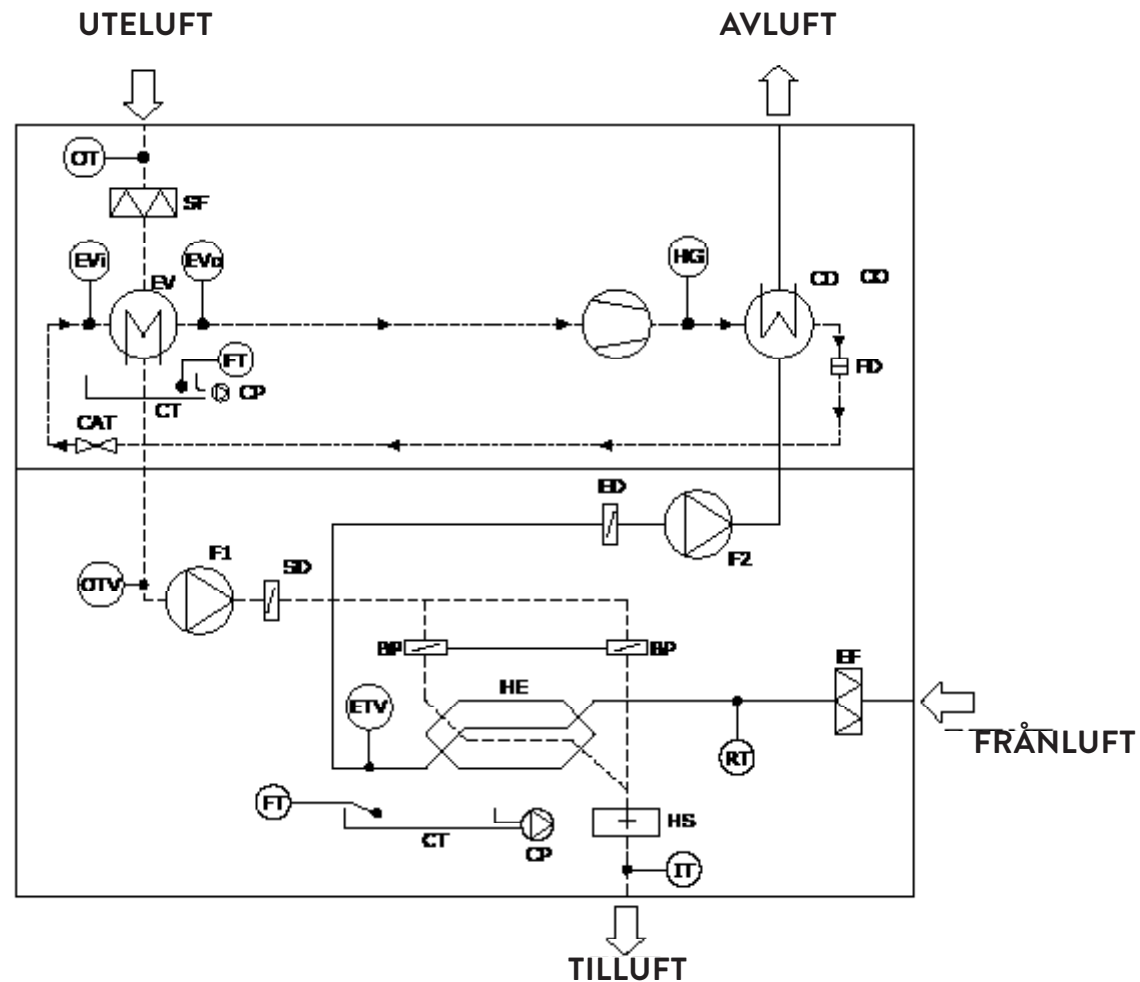 UTELUFT AVLUFT
OT
SF
EVi EVo HG
EV CD CD
FT
CP
CT
FD
CAT
ED
F1 SD F2
OTV
BP BP EF
HE
ETV
FRÅNLUFT
RT
FT
HS
CT
CP
IT
TILLUFT